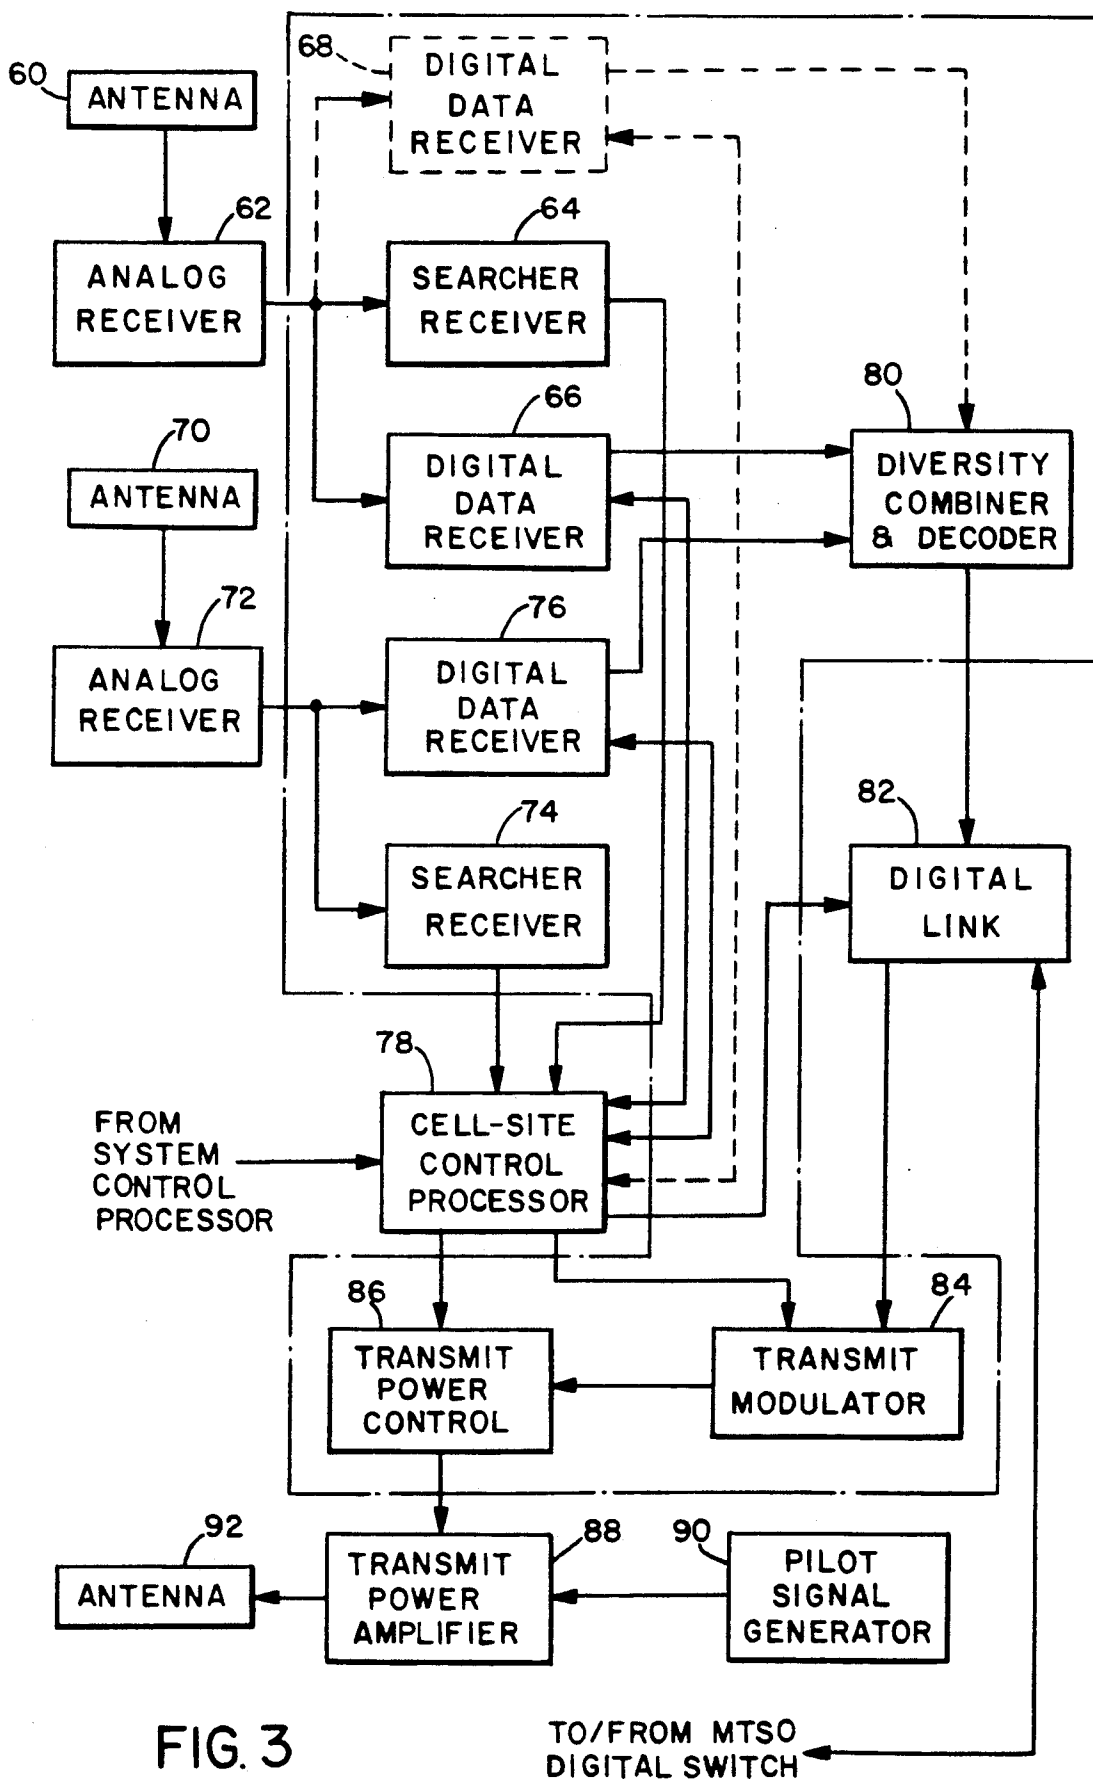 68
DIGITAL
DATA
RECEIVER
60
ANTENNA
62
ANALOG
RECEIVER
64
SEARCHER
RECEIVER
66
DIGITAL
DATA
RECEIVER
80
DIVERSITY
COMBINER
& DECODER
70
ANTENNA
72
ANALOG
RECEIVER
76
DIGITAL
DATA
RECEIVER
74
SEARCHER
RECEIVER
82
DIGITAL
LINK
78
CELL-SITE
CONTROL
PROCESSOR
FROM
SYSTEM
CONTROL
PROCESSOR
86
TRANSMIT
POWER
CONTROL
84
TRANSMIT
MODULATOR
92
ANTENNA
88
TRANSMIT
POWER
AMPLIFIER
90
PILOT
SIGNAL
GENERATOR
FIG. 3
TO/FROM MTSO
DIGITAL SWITCH